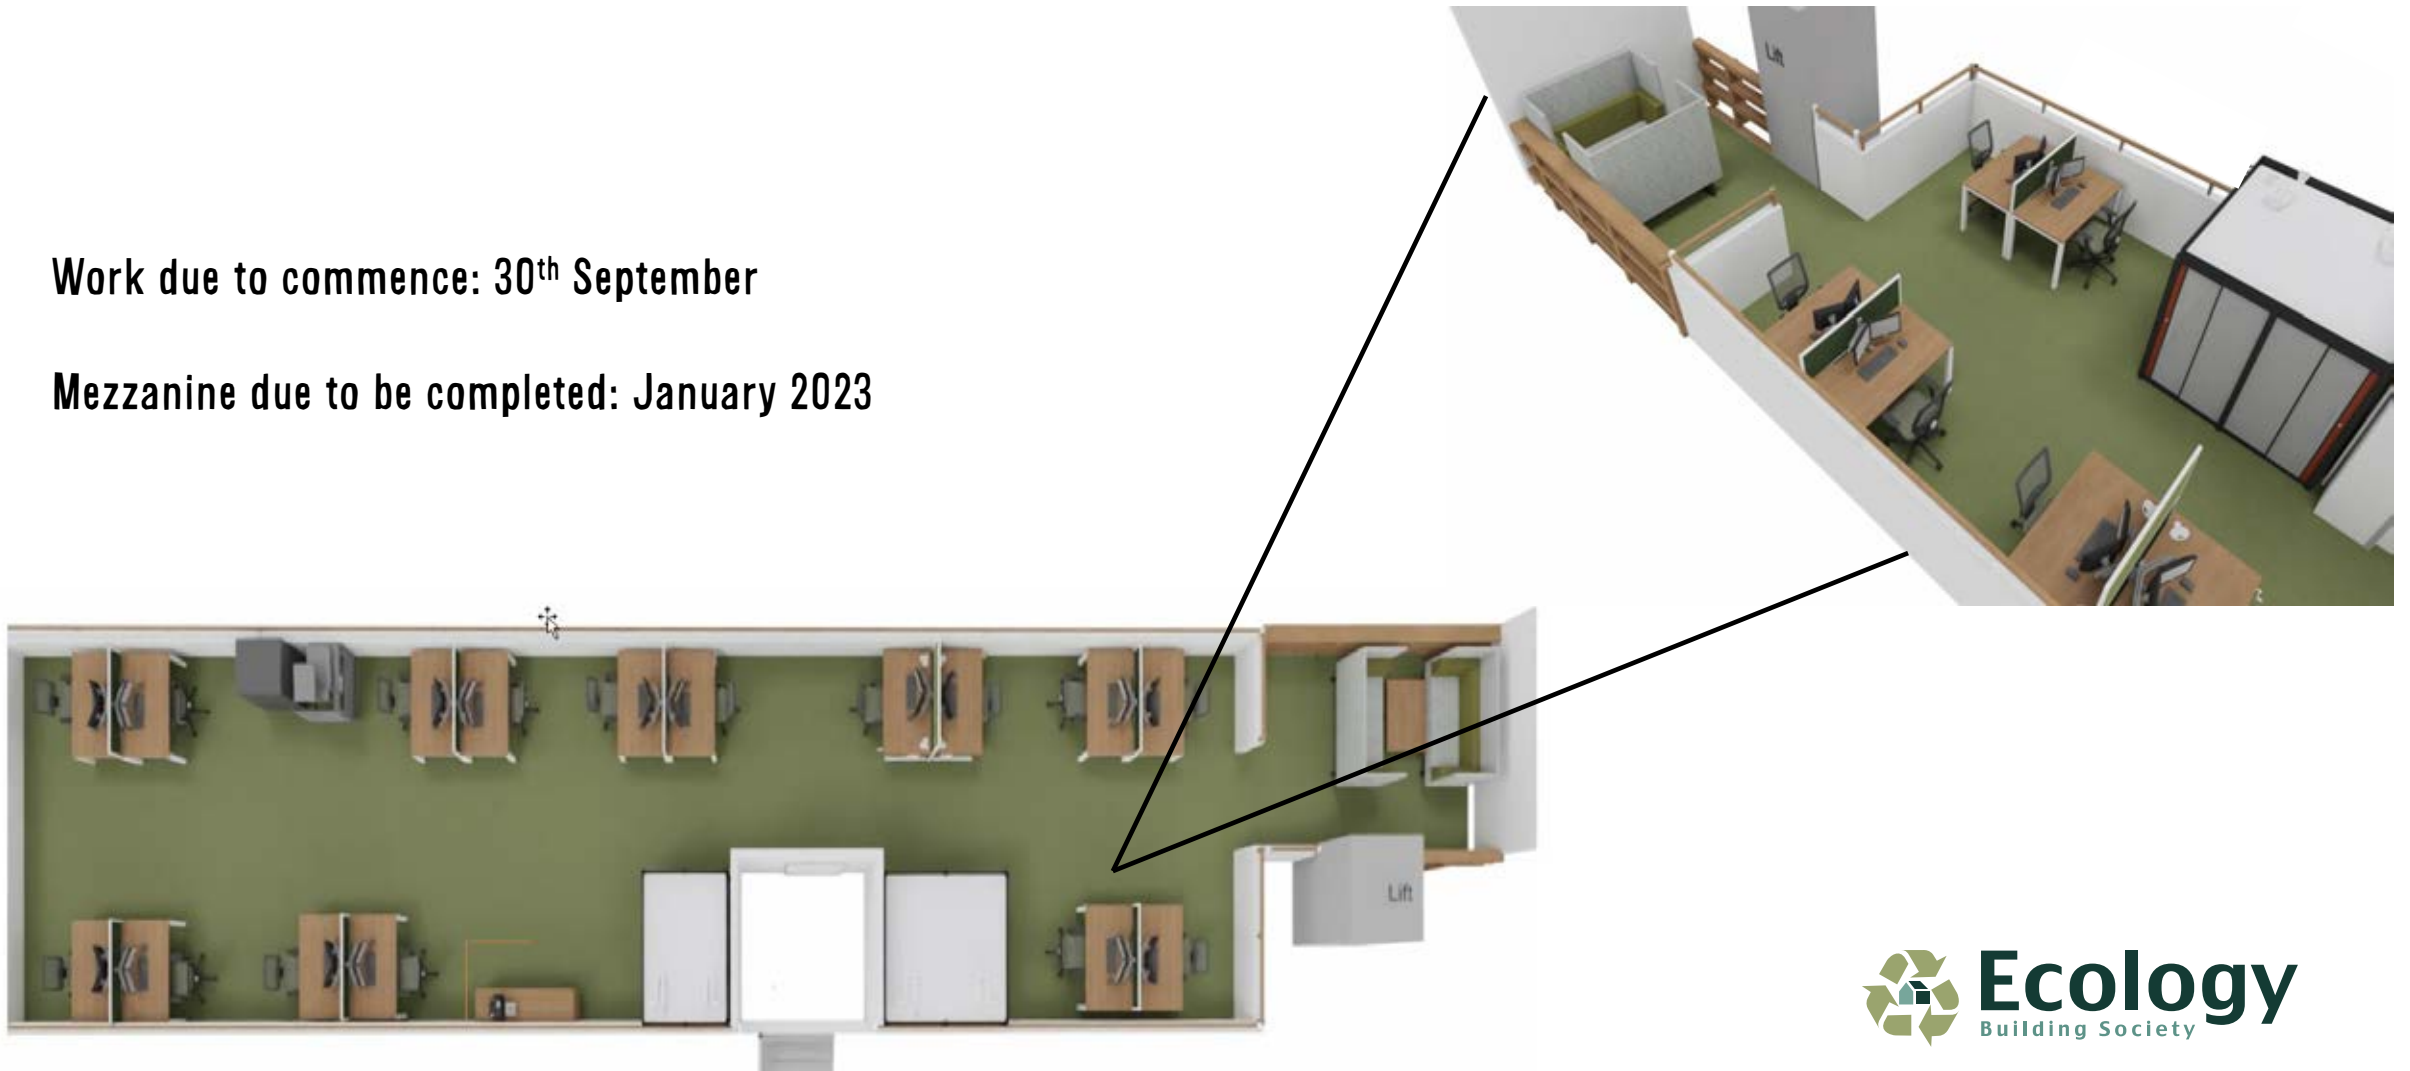 Lift
Work due to commence: 30th September
Mezzanine due to be completed: January 2023
Lift
Ecology
Building Society